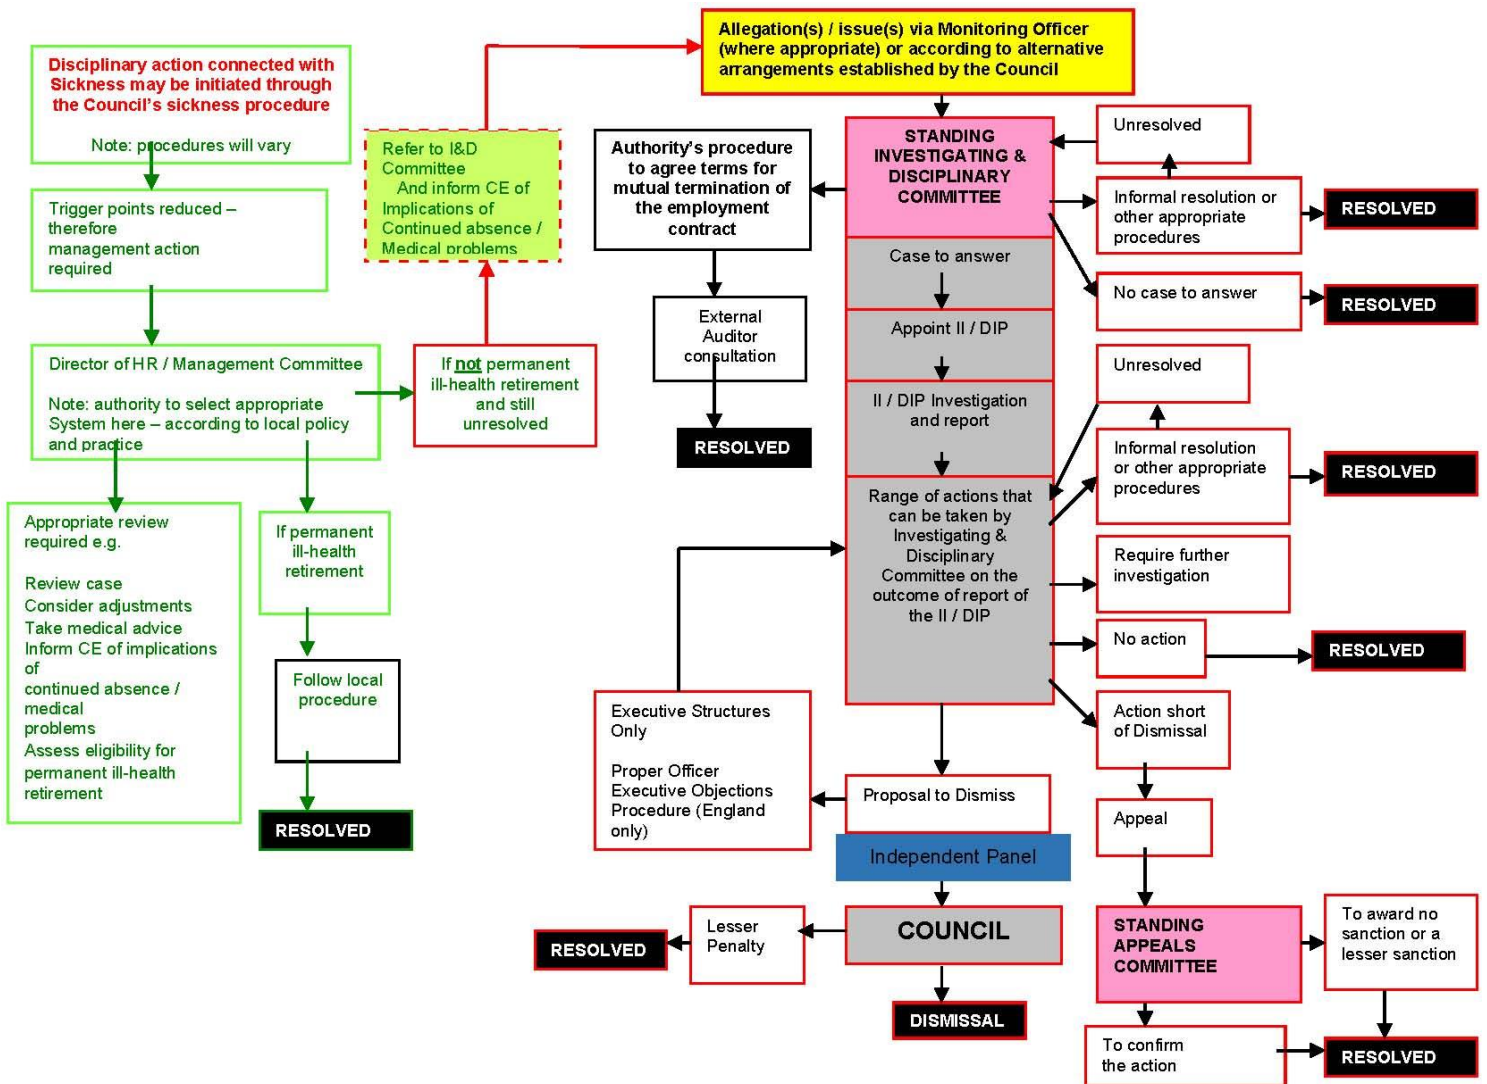 Allegation(s) / issue(s) via Monitoring Officer
(where appropriate) or according to alternative
arrangements established by the Council
Disciplinary action connected with
Sickness may be initiated through
the Council's sickness procedure
Note: procedures will vary
Trigger points reduced –
therefore
management action
required
Director of HR / Management Committee
Note: authority to select appropriate
System here – according to local policy
and practice
Appropriate review
required e.g.
Review case
Consider adjustments
Take medical advice
Inform CE of implications
of
continued absence /
medical
problems
Assess eligibility for
permanent ill-health
retirement
If permanent
ill-health
retirement
Follow local
procedure
RESOLVED
If not permanent
ill-health retirement
and still
unresolved
Refer to I&D
Committee
And inform CE of
Implications of
Continued absence /
Medical problems
Authority's procedure
to agree terms for
mutual termination of
the employment
contract
External
Auditor
consultation
RESOLVED
STANDING
INVESTIGATING &
DISCIPLINARY
COMMITTEE
Unresolved
Informal resolution or
other appropriate
procedures
RESOLVED
No case to answer
RESOLVED
Case to answer
Appoint II / DIP
II / DIP Investigation
and report
Range of actions that
can be taken by
Investigating &
Disciplinary
Committee on the
outcome of report of
the II / DIP
Unresolved
Informal resolution
or other appropriate
procedures
RESOLVED
Require further
investigation
No action
RESOLVED
Action short
of Dismissal
Appeal
STANDING
APPEALS
COMMITTEE
To award no
sanction or a
lesser sanction
To confirm
the action
RESOLVED
Executive Structures
Only
Proper Officer
Executive Objections
Procedure (England
only)
Proposal to Dismiss
Independent Panel
COUNCIL
Lesser
Penalty
RESOLVED
DISMISSAL